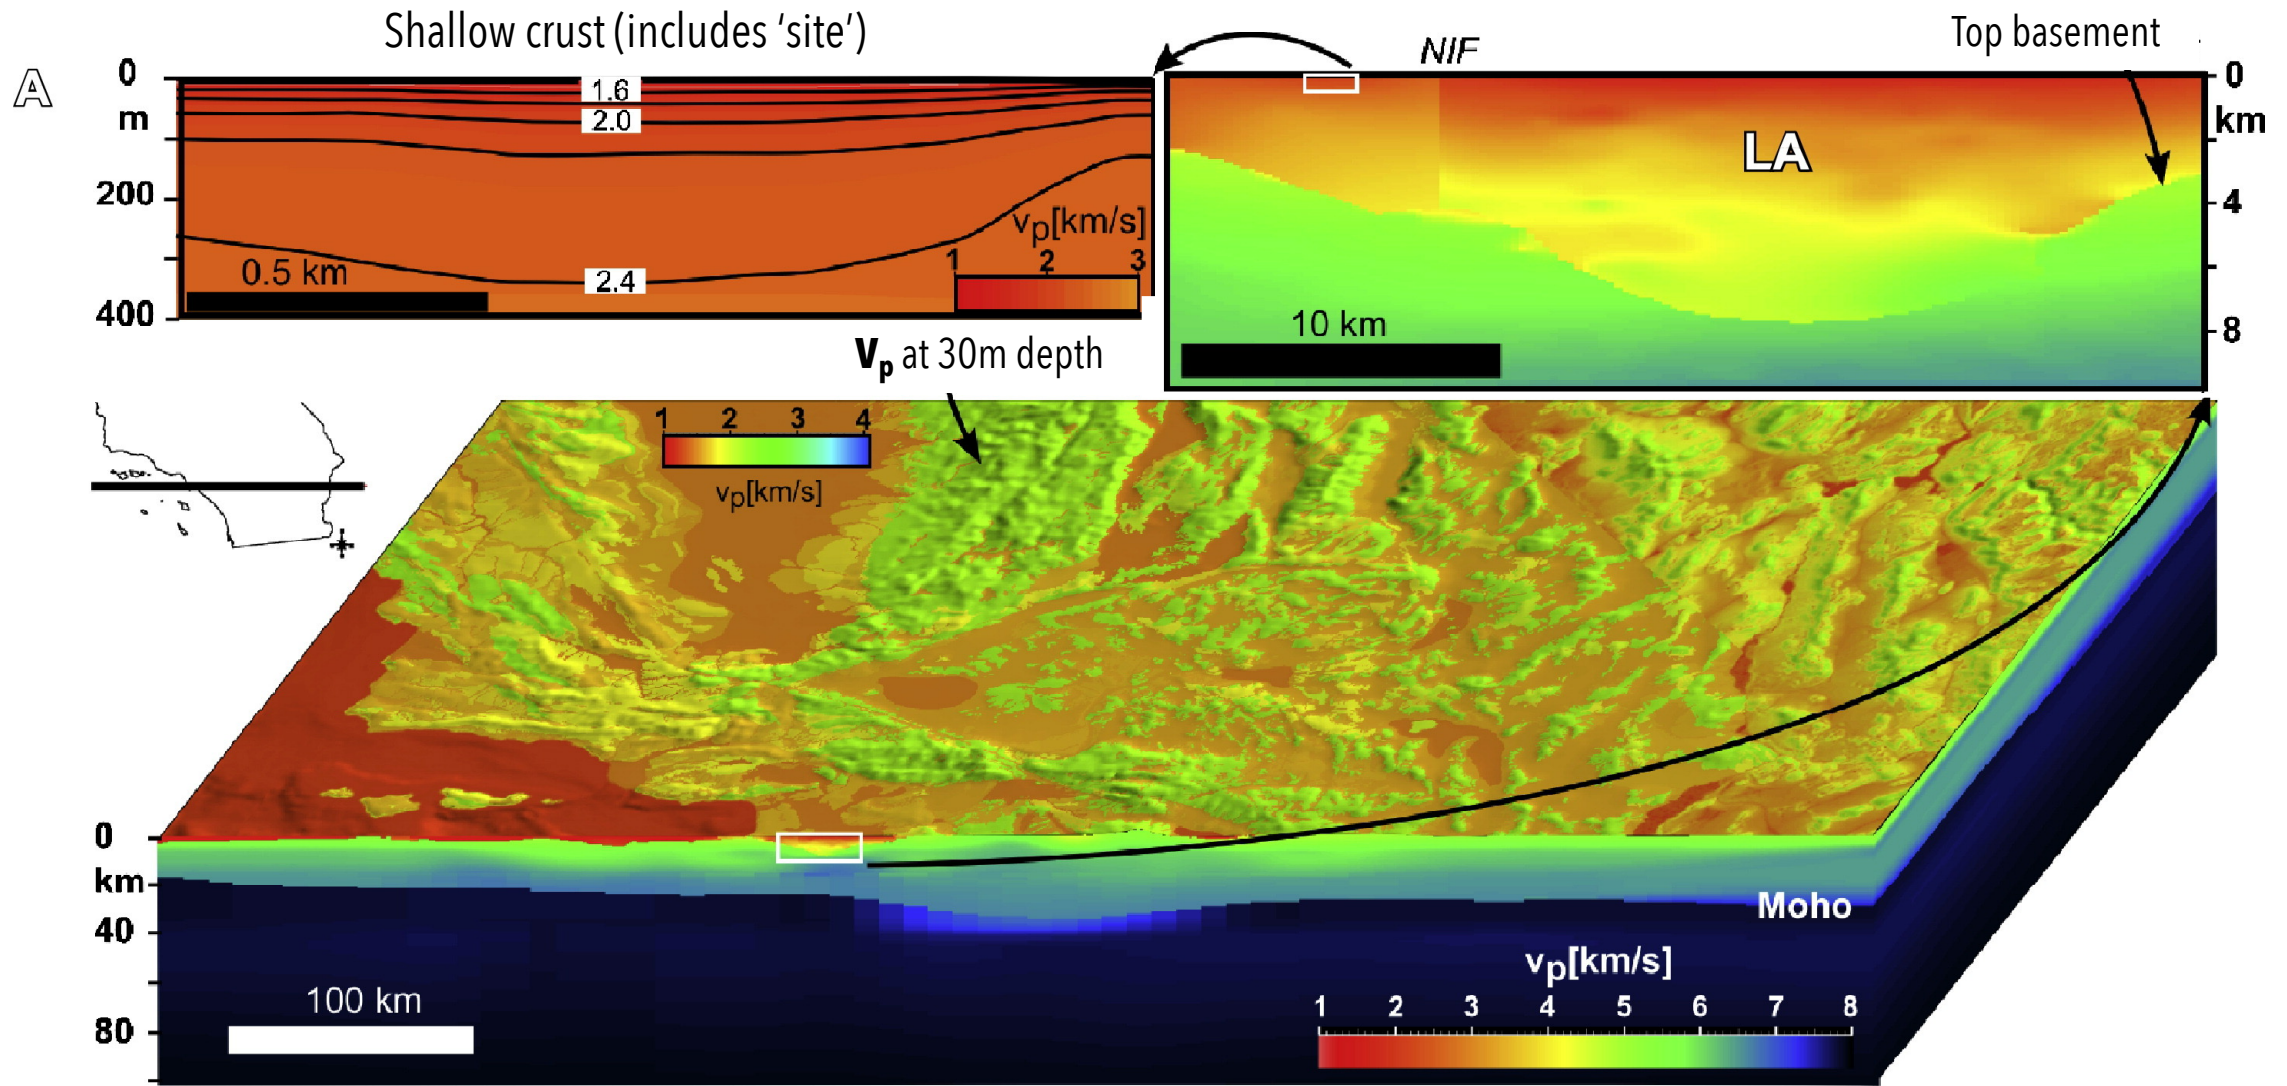 A
Shallow crust (includes ‘site’)
0
m
200
400
1.6
2.0
2.4
0.5 km
vp[km/s]
1 2 3
NIF
Top basement
LA
10 km
0
km
4
8
Vp at 30m depth
1 2 3 4
vp[km/s]
0
km
40
80
100 km
Moho
vp[km/s]
1 2 3 4 5 6 7 8